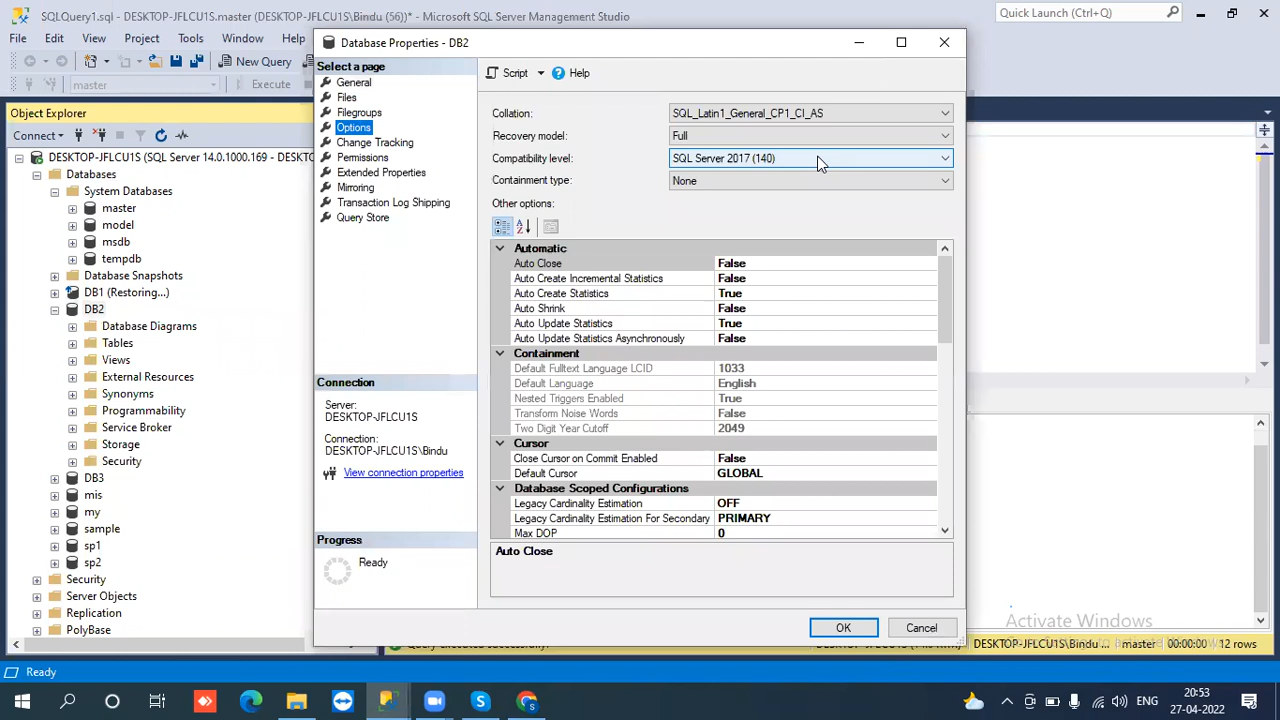 SQLQuery1.sql - DESKTOP-JFLCU1S.master (DESKTOP-JFLCU1S\Bindu (56))* - Microsoft SQL Server Management Studio
Quick Launch (Ctrl+Q)
File Edit View Project Tools Window Help
New Query
master
Execute
Object Explorer
Connect
DESKTOP-JFLCU1S (SQL Server 14.0.1000.169 - DESKTO
Databases
System Databases
master
model
msdb
tempdb
Database Snapshots
DB1 (Restoring...)
DB2
Database Diagrams
Tables
Views
External Resources
Synonyms
Programmability
Service Broker
Storage
Security
DB3
mis
my
sample
sp1
sp2
Security
Server Objects
Replication
PolyBase
Database Properties - DB2
Select a page
General
Files
Filegroups
Options
Change Tracking
Permissions
Extended Properties
Mirroring
Transaction Log Shipping
Query Store
Connection
Server:
DESKTOP-JFLCU1S
Connection:
DESKTOP-JFLCU1S\Bindu
View connection properties
Progress
Ready
Script Help
Collation: SQL_Latin1_General_CP1_CI_AS
Recovery model: Full
Compatibility level: SQL Server 2017 (140)
Containment type: None
Other options:
Automatic
Auto Close False
Auto Create Incremental Statistics False
Auto Create Statistics True
Auto Shrink False
Auto Update Statistics True
Auto Update Statistics Asynchronously False
Containment
Default Fulltext Language LCID 1033
Default Language English
Nested Triggers Enabled True
Transform Noise Words False
Two Digit Year Cutoff 2049
Cursor
Close Cursor on Commit Enabled False
Default Cursor GLOBAL
Database Scoped Configurations
Legacy Cardinality Estimation OFF
Legacy Cardinality Estimation For Secondary PRIMARY
Max DOP 0
Auto Close
OK Cancel
Activate Windows
DESKTOP-JFLCU1S\Bindu ... master 00:00:00 12 rows
Ready
ENG
20:53
27-04-2022